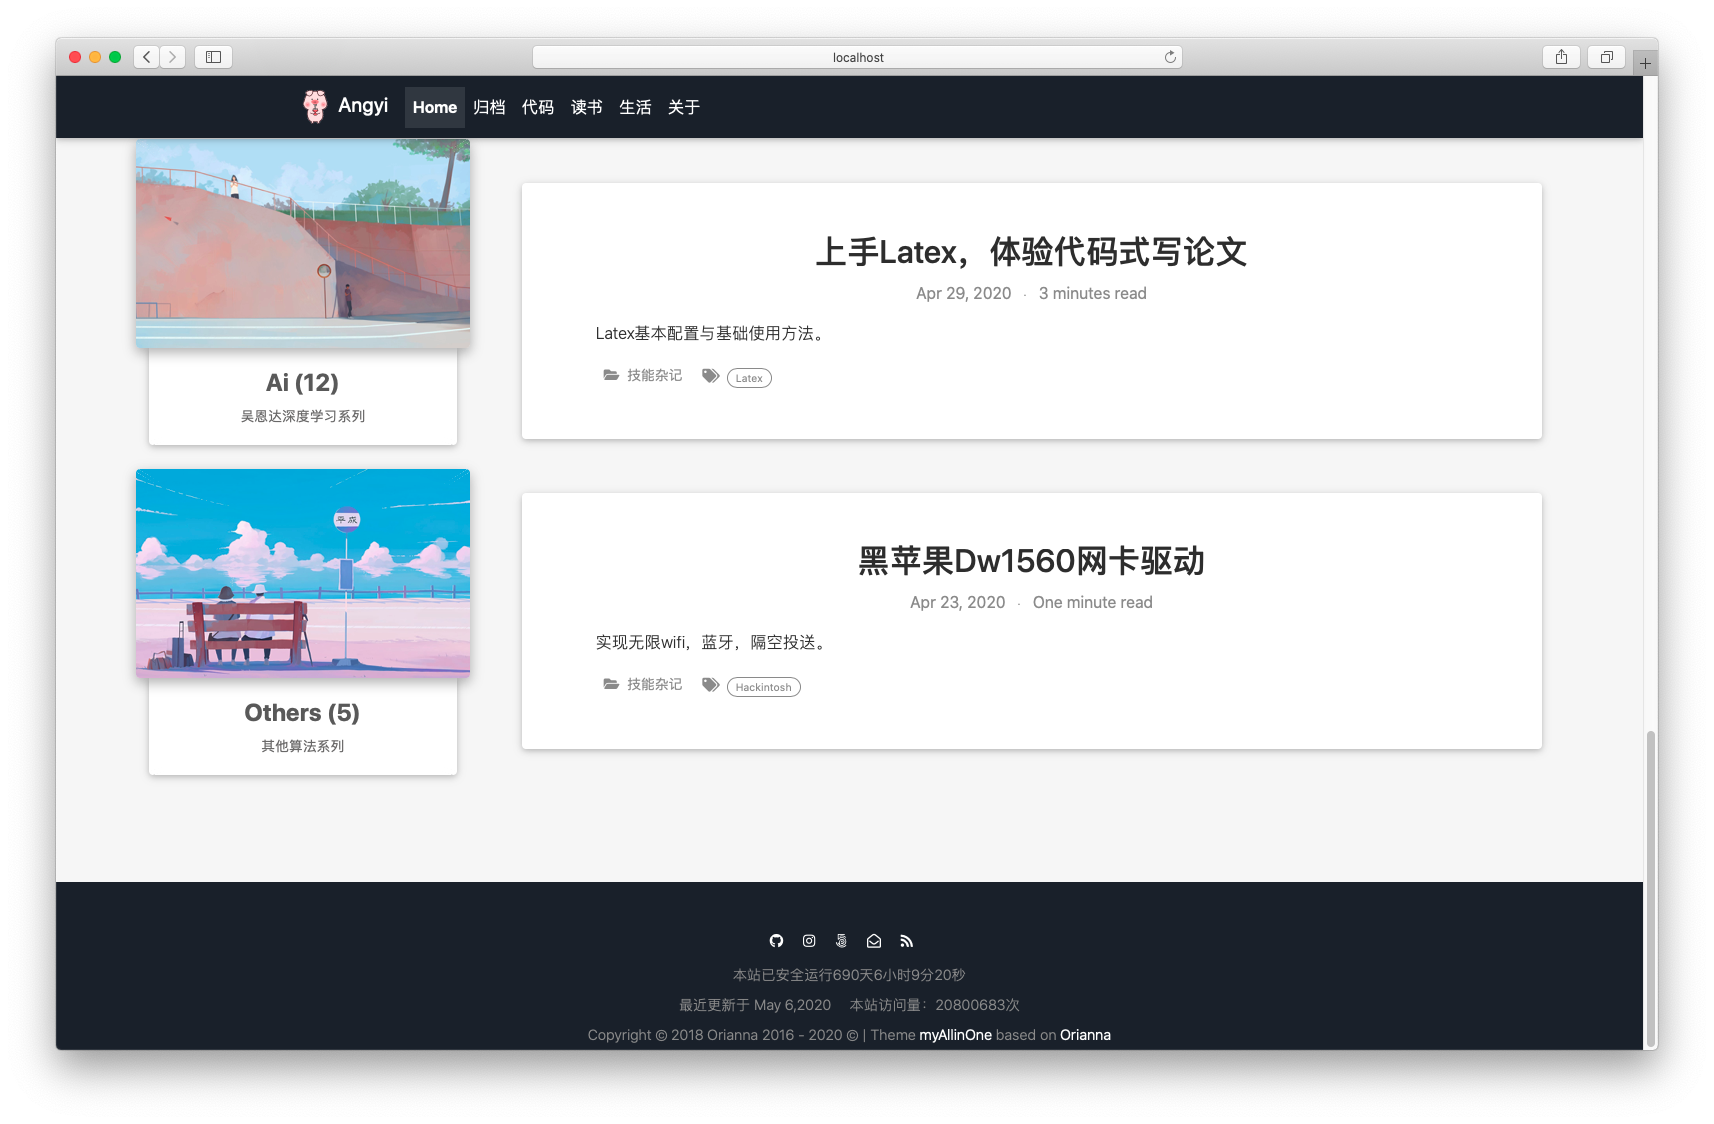 localhost
Angyi Home 归档 代码 读书 生活 关于
Ai (12)
吴恩达深度学习系列
平成
Others (5)
其他算法系列
上手Latex，体验代码式写论文
Apr 29, 2020 · 3 minutes read
Latex基本配置与基础使用方法。
技能杂记 Latex
黑苹果Dw1560网卡驱动
Apr 23, 2020 · One minute read
实现无限wifi，蓝牙，隔空投送。
技能杂记 Hackintosh
本站已安全运行690天6小时9分20秒
最近更新于 May 6,2020 本站访问量：20800683次
Copyright © 2018 Orianna 2016 - 2020 © | Theme myAllinOne based on Orianna